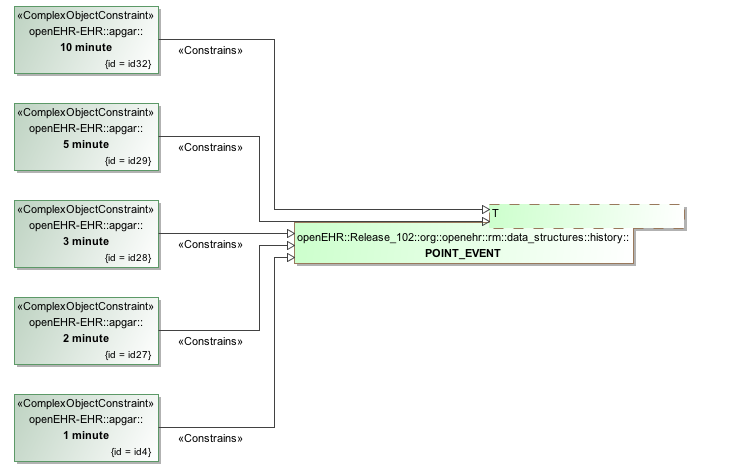 «ComplexObjectConstraint»
openEHR-EHR::apgar::
10 minute
{id = id32}
«Constrains»
«ComplexObjectConstraint»
openEHR-EHR::apgar::
5 minute
{id = id29}
«Constrains»
«ComplexObjectConstraint»
openEHR-EHR::apgar::
3 minute
{id = id28}
«Constrains»
T
openEHR::Release_102::org::openehr::rm::data_structures::history::
POINT_EVENT
«ComplexObjectConstraint»
openEHR-EHR::apgar::
2 minute
{id = id27}
«Constrains»
«ComplexObjectConstraint»
openEHR-EHR::apgar::
1 minute
{id = id4}
«Constrains»